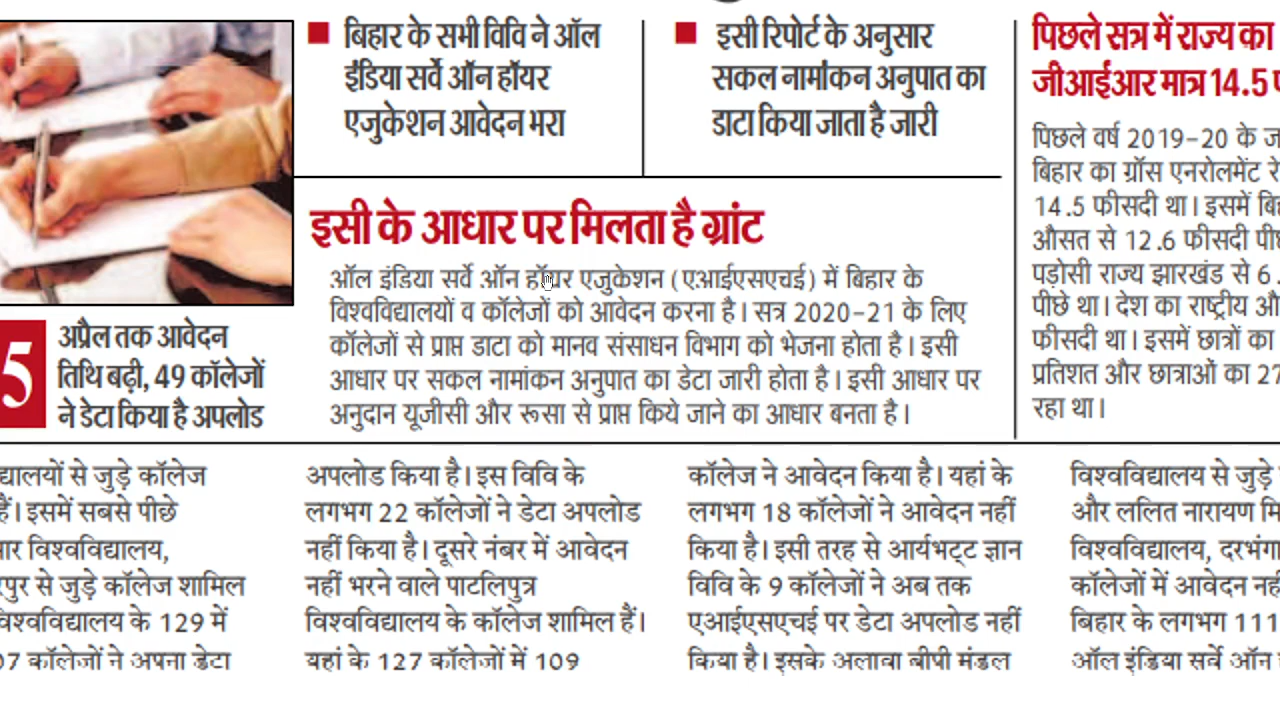 बिहार के सभी विवि ने ऑल
इंडिया सर्वे ऑन हॉयर
एजुकेशन आवेदन भरा
इसी रिपोर्ट के अनुसार
सकल नामांकन अनुपात का
डाटा किया जाता है जारी
इसी के आधार पर मिलता है ग्रांट
ऑल इंडिया सर्वे ऑन हॉयर एजुकेशन (एआईएसएचई) में बिहार के
विश्वविद्यालयों व कॉलेजों को आवेदन करना है। सत्र 2020-21 के लिए
कॉलेजों से प्राप्त डाटा को मानव संसाधन विभाग को भेजना होता है। इसी
आधार पर सकल नामांकन अनुपात का डेटा जारी होता है। इसी आधार पर
अनुदान यूजीसी और रूसा से प्राप्त किये जाने का आधार बनता है।
5
अप्रैल तक आवेदन
तिथि बढ़ी, 49 कॉलेजों
ने डेटा किया है अपलोड
पिछले सत्र में राज्य का
जीआईआर मात्र 14.5
पिछले वर्ष 2019-20 के
बिहार का ग्रॉस एनरोलमेंट
14.5 फीसदी था। इसमें
औसत से 12.6 फीसदी
पड़ोसी राज्य झारखंड से 6.
पीछे था। देश का राष्ट्रीय
फीसदी था। इसमें छात्रों का
प्रतिशत और छात्राओं का 27
रहा था।
से जुड़े कॉलेज
हैं। इसमें सबसे पीछे
विश्वविद्यालय,
से जुड़े कॉलेज शामिल
के 129 में
कॉलेजों ने अपना डेटा
अपलोड किया है। इस विवि के
लगभग 22 कॉलेजों ने डेटा अपलोड
नहीं किया है। दूसरे नंबर में आवेदन
नहीं भरने वाले पाटलिपुत्र
विश्वविद्यालय के कॉलेज शामिल हैं।
यहां के 127 कॉलेजों में 109
कॉलेज ने आवेदन किया है। यहां के
लगभग 18 कॉलेजों ने आवेदन नहीं
किया है। इसी तरह से आर्यभट्ट ज्ञान
विवि के 9 कॉलेजों ने अब तक
एआईएसएचई पर डेटा अपलोड नहीं
किया है। इसके अलावा बीपी मंडल
विश्वविद्यालय से जुड़े
और ललित नारायण
विश्वविद्यालय, दरभंगा
कॉलेजों में आवेदन
बिहार के लगभग 111
ऑल इंडिया सर्वे ऑन